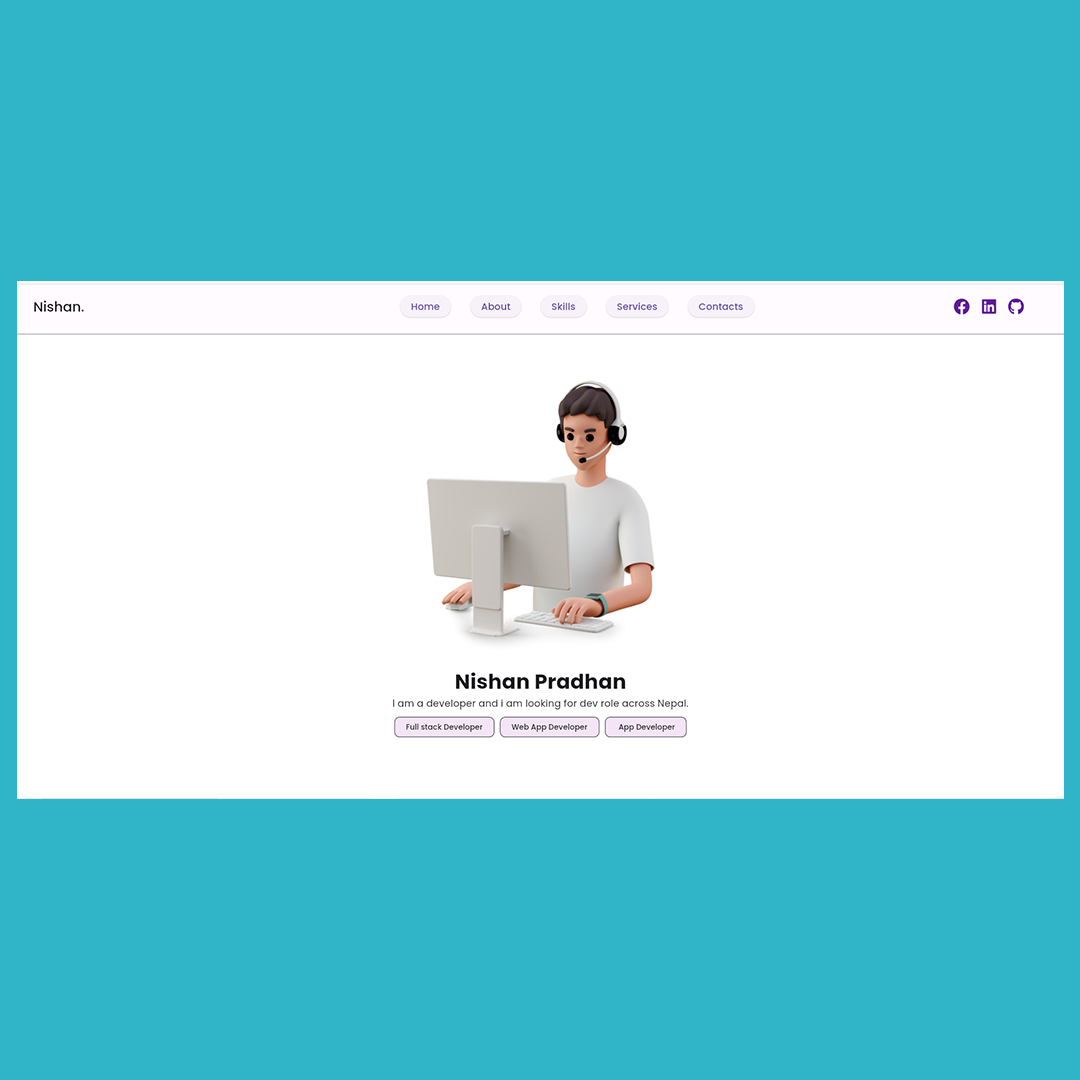 Nishan.
Home About Skills Services Contacts
Nishan Pradhan
I am a developer and i am looking for dev role across Nepal.
Full stack Developer Web App Developer App Developer